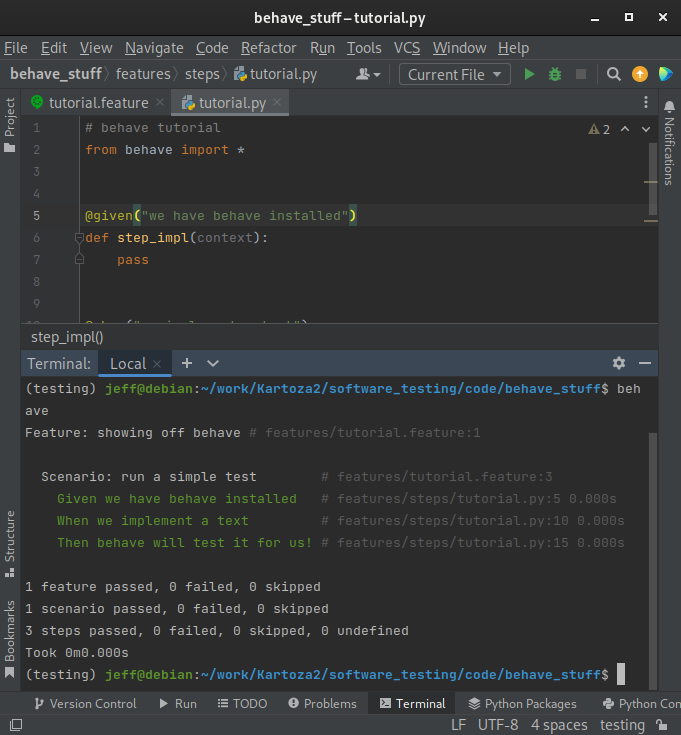 behave_stuff – tutorial.py
File Edit View Navigate Code Refactor Run Tools VCS Window Help
behave_stuff features steps tutorial.py Current File
tutorial.feature tutorial.py
Project
Notifications
1 # behave tutorial 2
2 from behave import *
3
4
5 @given("we have behave installed")
6 def step_impl(context):
7 pass
8
9
step_impl()
Terminal: Local
(testing) jeff@debian:~/work/Kartoza2/software_testing/code/behave_stuff$ beh
ave
Feature: showing off behave # features/tutorial.feature:1
Scenario: run a simple test # features/tutorial.feature:3
Given we have behave installed # features/steps/tutorial.py:5 0.000s
When we implement a text # features/steps/tutorial.py:10 0.000s
Then behave will test it for us! # features/steps/tutorial.py:15 0.000s
1 feature passed, 0 failed, 0 skipped
1 scenario passed, 0 failed, 0 skipped
3 steps passed, 0 failed, 0 skipped, 0 undefined
Took 0m0.000s
(testing) jeff@debian:~/work/Kartoza2/software_testing/code/behave_stuff$
Structure
Bookmarks
Version Control Run TODO Problems Terminal Python Packages Python Con
LF UTF-8 4 spaces testing